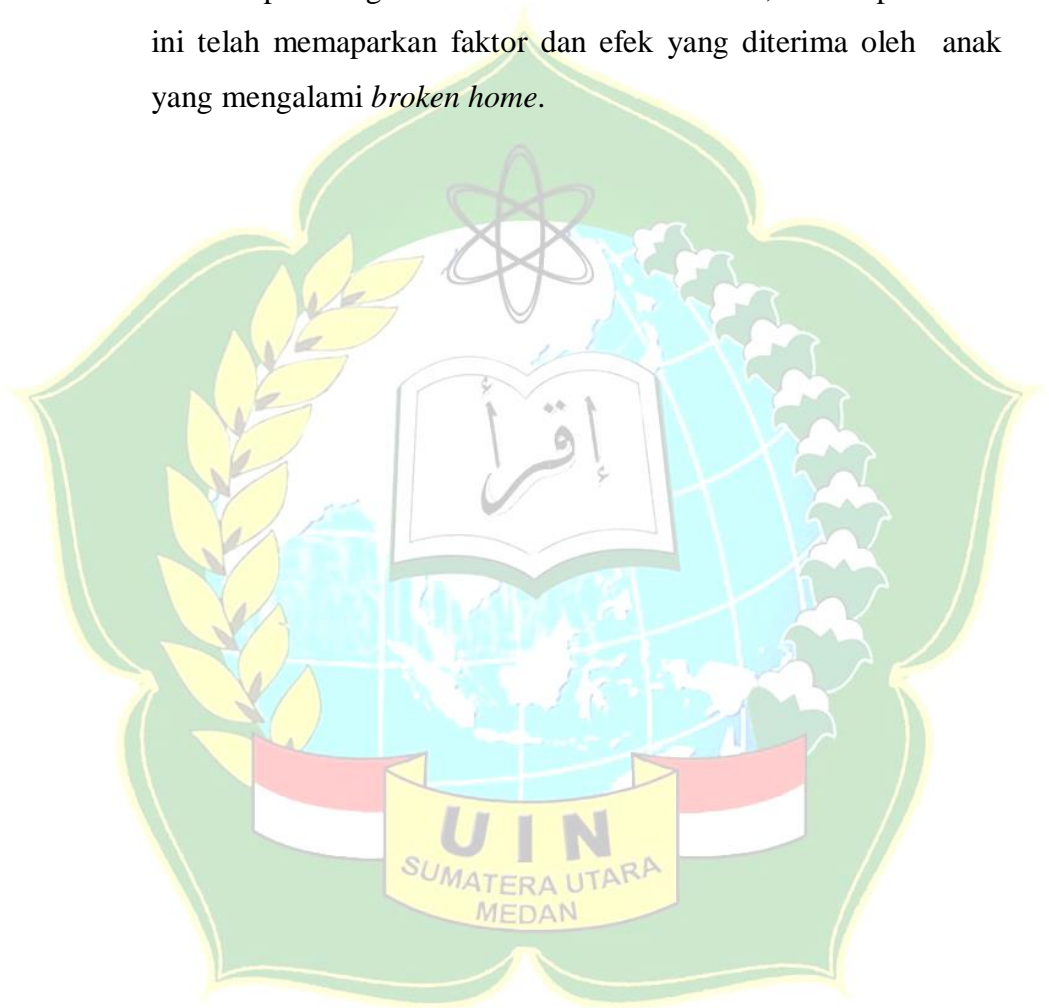 ini telah memaparkan faktor dan efek yang diterima oleh anak
yang mengalami broken home.
إقرأ
UIN
SUMATERA UTARA
MEDAN